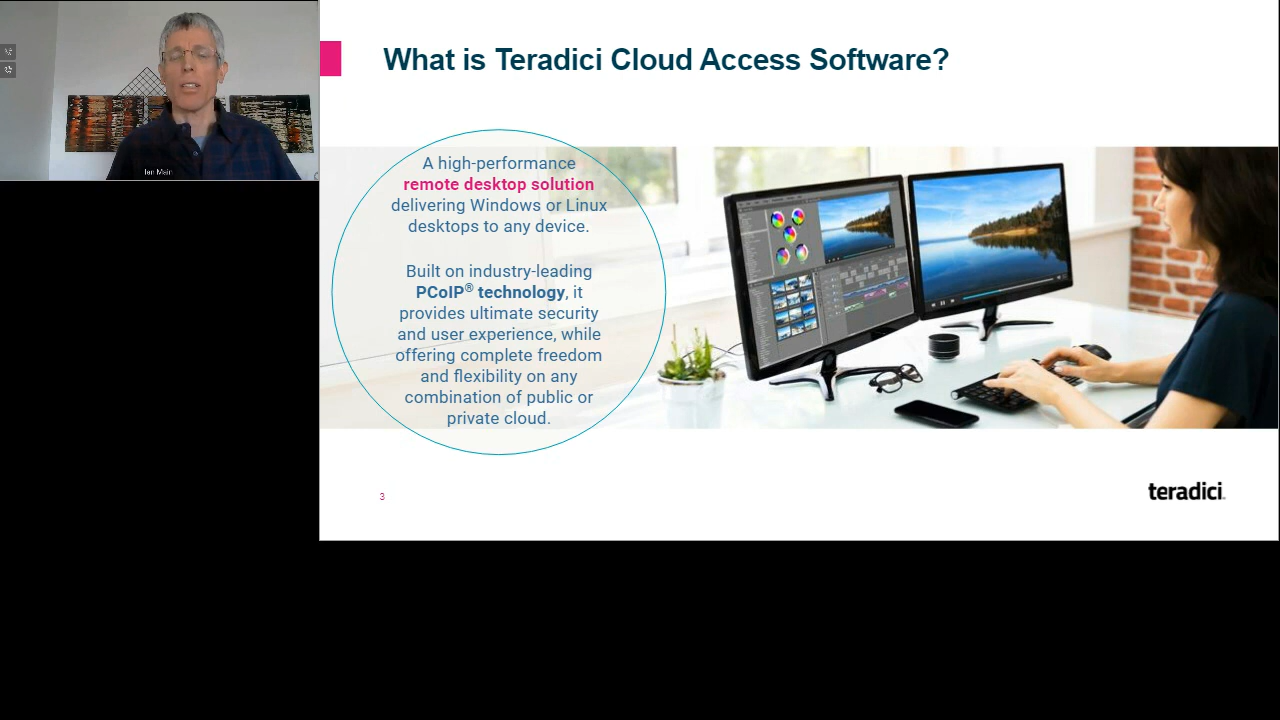 What is Teradici Cloud Access Software?
Ian Main
A high-performance
remote desktop solution
delivering Windows or Linux
desktops to any device.
Built on industry-leading
PCoIP® technology, it
provides ultimate security
and user experience, while
offering complete freedom
and flexibility on any
combination of public or
private cloud.
3
teradici.